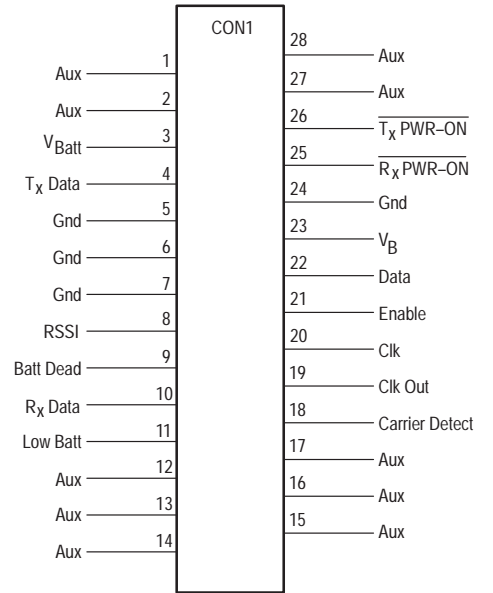 CON1
1 Aux
2 Aux
3 VBatt
4 Tx Data
5 Gnd
6 Gnd
7 Gnd
8 RSSI
9 Batt Dead
10 Rx Data
11 Low Batt
12 Aux
13 Aux
14 Aux
28 Aux
27 Aux
26 Tx PWR–ON
25 Rx PWR–ON
24 Gnd
23 VB
22 Data
21 Enable
20 Clk
19 Clk Out
18 Carrier Detect
17 Aux
16 Aux
15 Aux